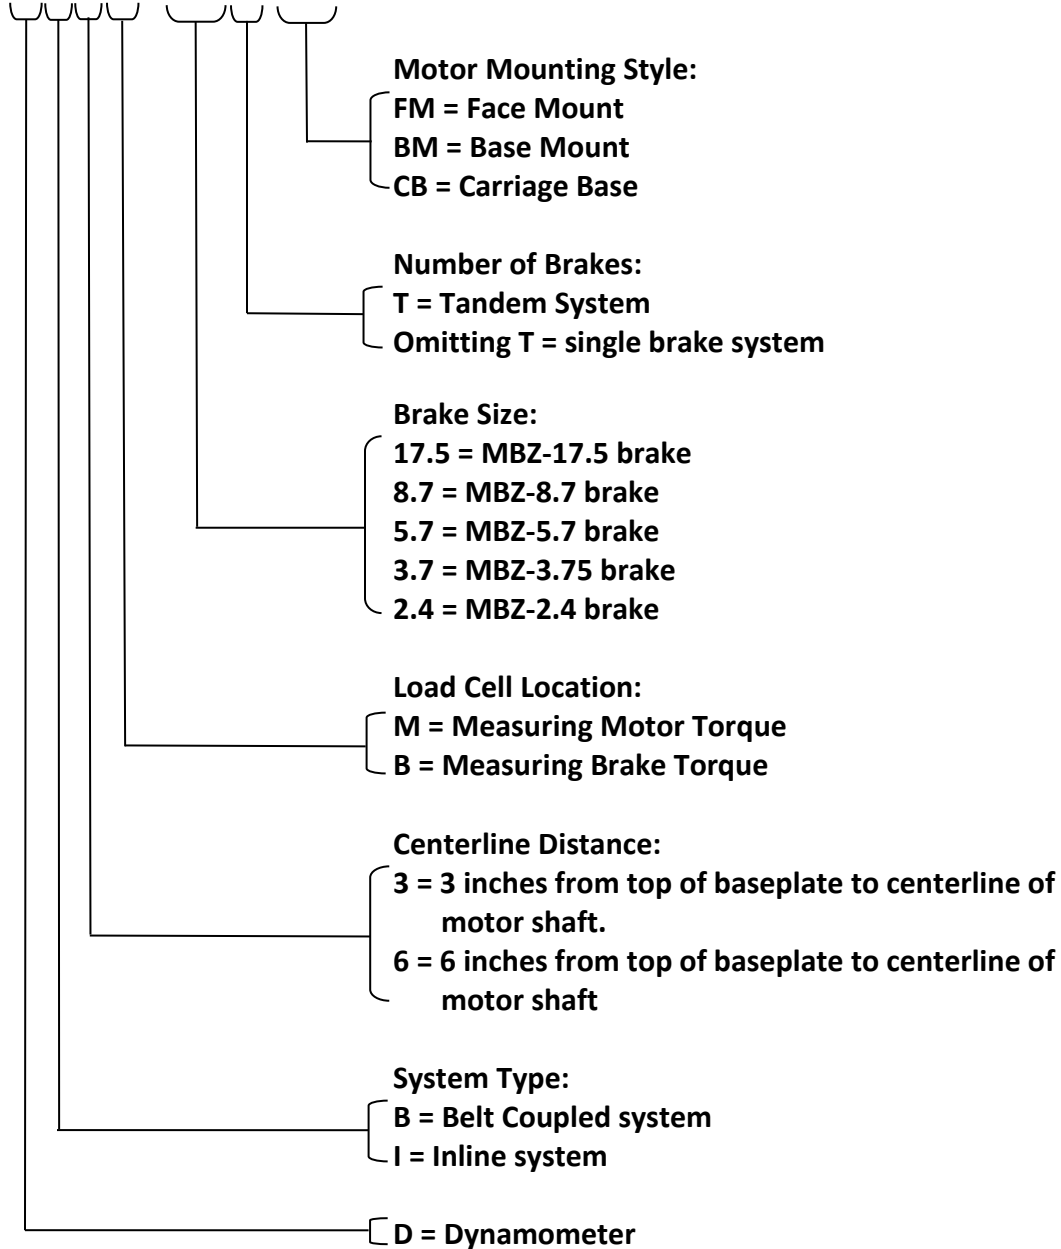 Motor Mounting Style:
FM = Face Mount
BM = Base Mount
CB = Carriage Base
Number of Brakes:
T = Tandem System
Omitting T = single brake system
Brake Size:
17.5 = MBZ-17.5 brake
8.7 = MBZ-8.7 brake
5.7 = MBZ-5.7 brake
3.7 = MBZ-3.75 brake
2.4 = MBZ-2.4 brake
Load Cell Location:
M = Measuring Motor Torque
B = Measuring Brake Torque
Centerline Distance:
3 = 3 inches from top of baseplate to centerline of
motor shaft.
6 = 6 inches from top of baseplate to centerline of
motor shaft
System Type:
B = Belt Coupled system
I = Inline system
D = Dynamometer